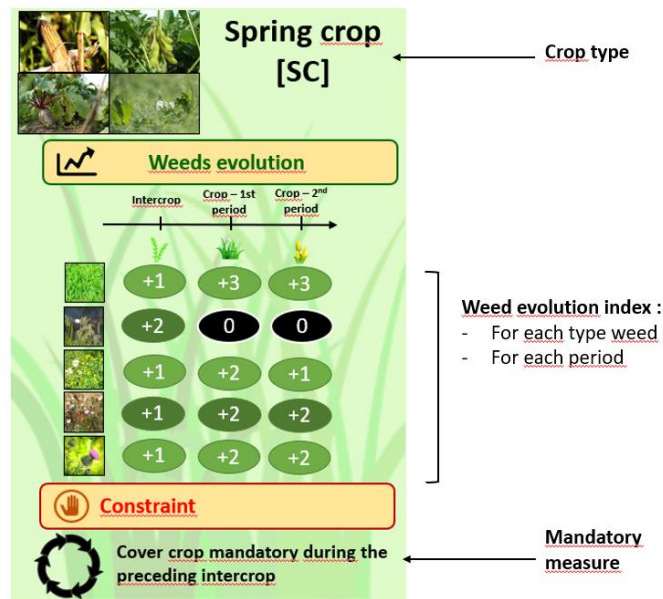 Spring crop
[SC]
Crop type
Weeds evolution
Intercrop
Crop – 1st
period
Crop – 2nd
period
+1 +3 +3
+2 0 0
+1 +2 +1
+1 +2 +2
+1 +2 +2
Weed evolution index :
- For each type weed
- For each period
Constraint
Cover crop mandatory during the
preceding intercrop
Mandatory
measure